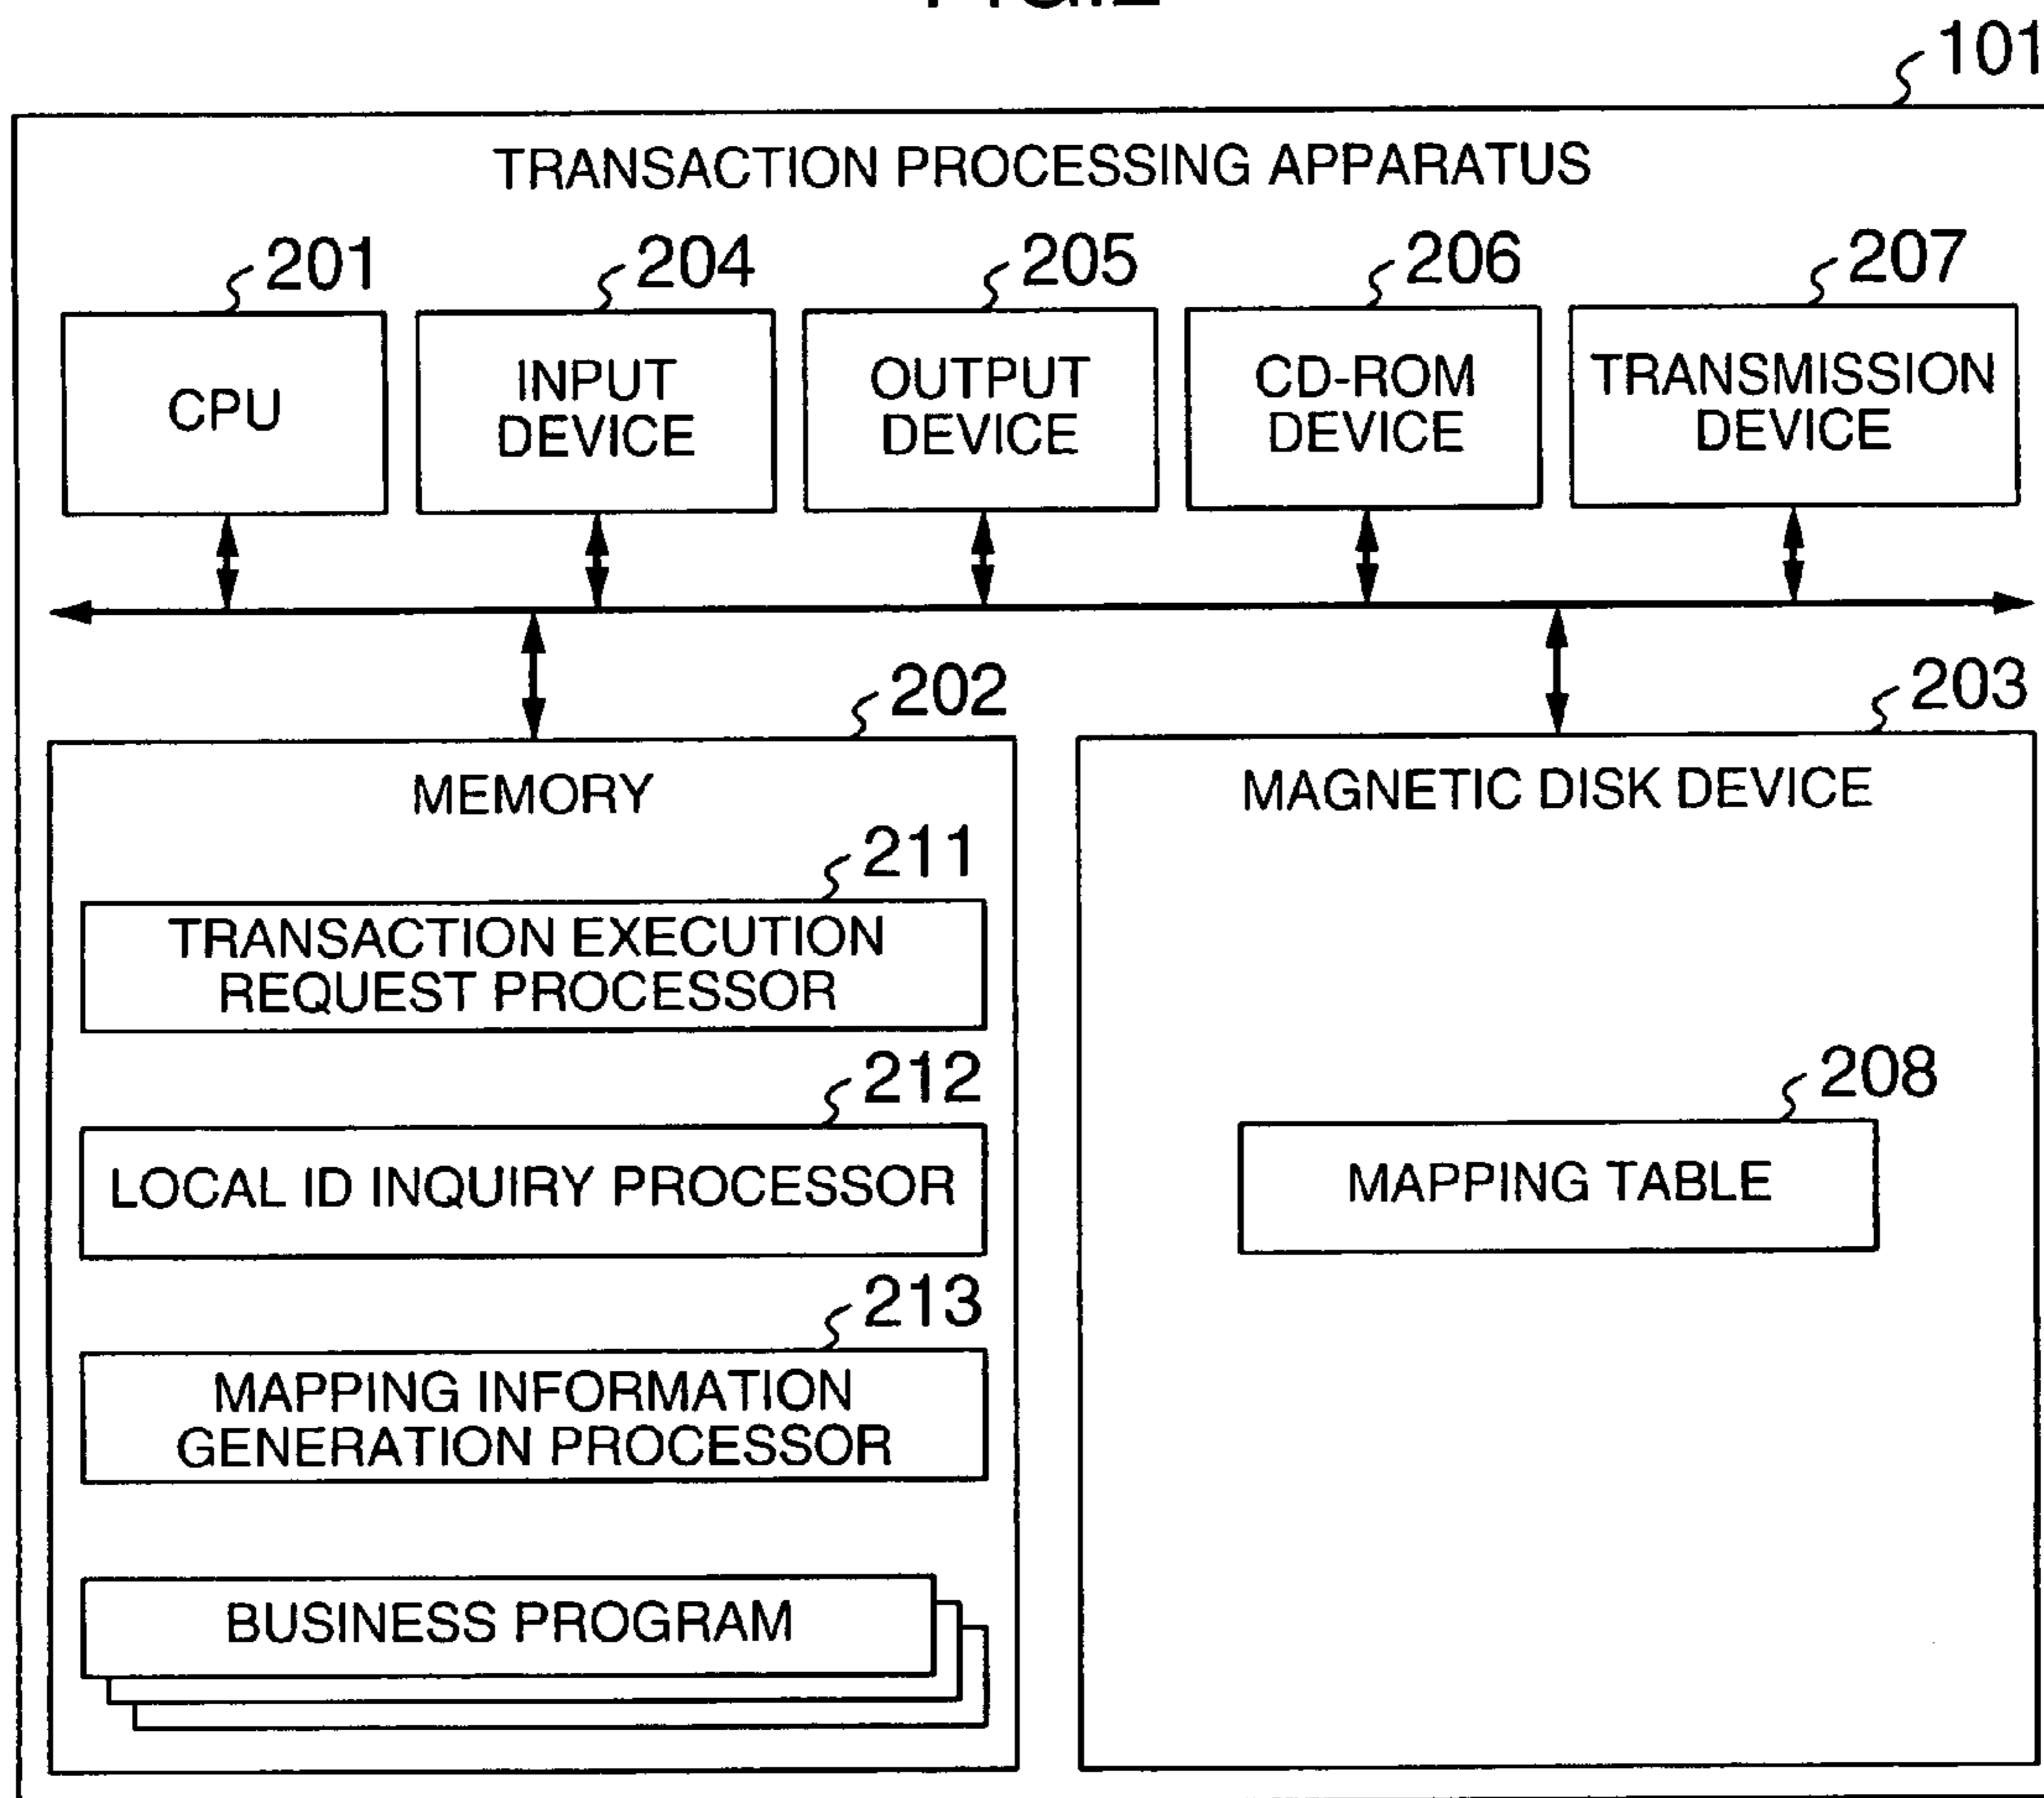 101
TRANSACTION PROCESSING APPARATUS
201
204
205
206
207
CPU
INPUT
DEVICE
OUTPUT
DEVICE
CD-ROM
DEVICE
TRANSMISSION
DEVICE
202
203
MEMORY
MAGNETIC DISK DEVICE
211
TRANSACTION EXECUTION
REQUEST PROCESSOR
212
LOCAL ID INQUIRY PROCESSOR
208
MAPPING TABLE
213
MAPPING INFORMATION
GENERATION PROCESSOR
BUSINESS PROGRAM